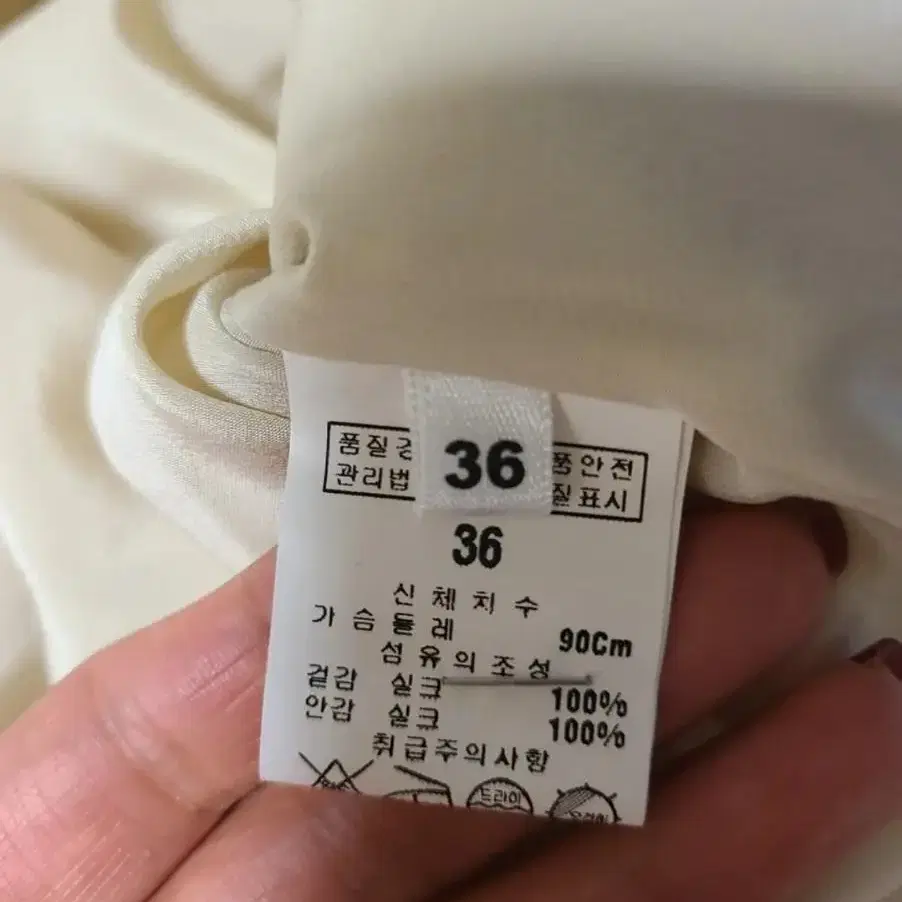 품질경 36 품안전
관리법 질표시
36
신체치수
가슴둘레 90Cm
섬유의조성
겉감 실크 100%
안감 실크 100%
취급주의사항
드라이